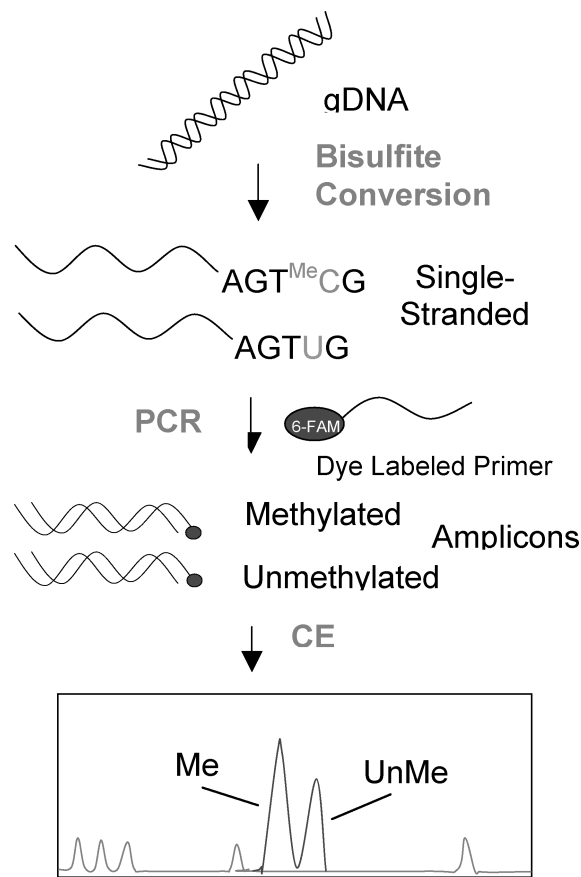 gDNA
Bisulfite
Conversion
AGTMeCG
Single-
Stranded
AGTUG
PCR
6-FAM
Dye Labeled Primer
Methylated
Amplicons
Unmethylated
CE
Me
UnMe